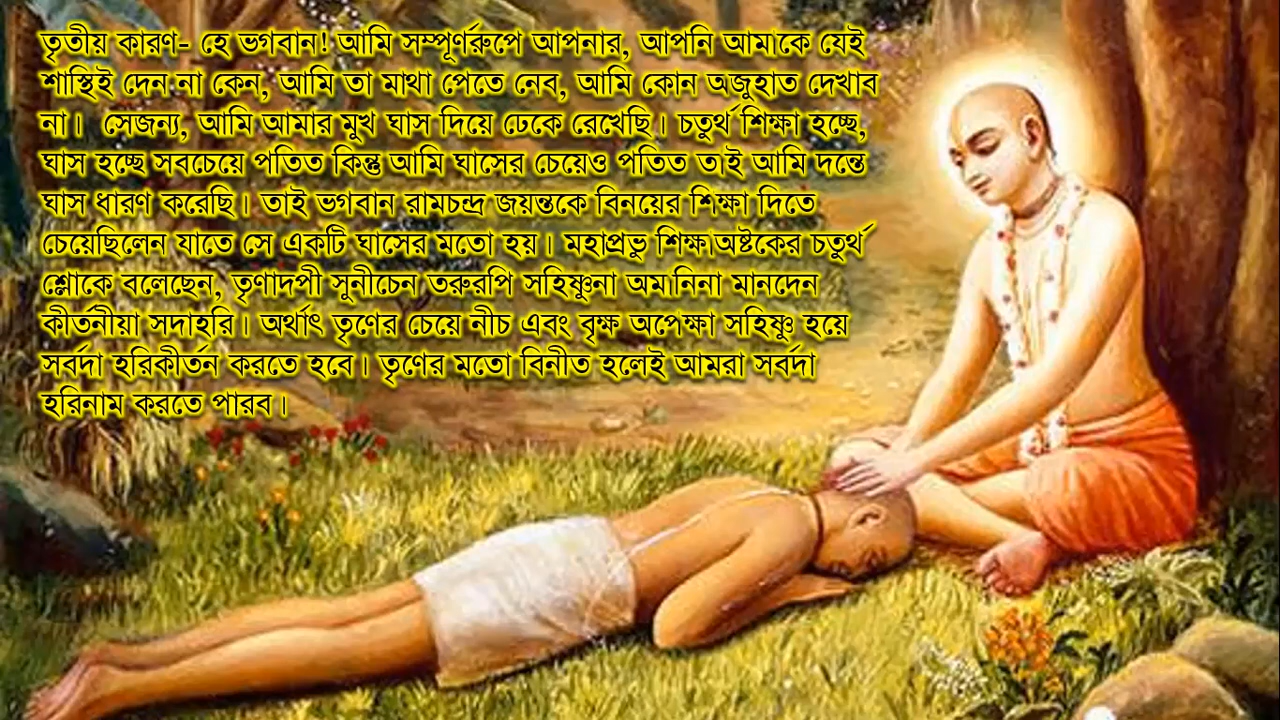 তৃতীয় কারণ- হে ভগবান! আমি সম্পূর্ণরুপে আপনার, আপনি আমাকে যেই
শাস্থিই দেন না কেন, আমি তা মাথা পেতে নেব, আমি কোন অজুহাত দেখাব
না। সেজন্য, আমি আমার মুখ ঘাস দিয়ে ঢেকে রেখেছি। চতুর্থ শিক্ষা হচ্ছে,
ঘাস হচ্ছে সবচেয়ে পতিত কিন্তু আমি ঘাসের চেয়েও পতিত তাই আমি দন্তে
ঘাস ধারণ করেছি। তাই ভগবান রামচন্দ্র জয়ন্তকে বিনয়ের শিক্ষা দিতে
চেয়েছিলেন যাতে সে একটি ঘাসের মতো হয়। মহাপ্রভু শিক্ষাঅষ্টকের চতুর্থ
শ্লোকে বলেছেন, তৃণাদপী সুনীচেন তরুরপি সহিষ্ণুনা অমানিনা মানদেন
কীর্তনীয়া সদাহরি। অর্থাৎ তৃণের চেয়ে নীচ এবং বৃক্ষ অপেক্ষা সহিষ্ণু হয়ে
সর্বদা হরিকীর্তন করতে হবে। তৃণের মতো বিনীত হলেই আমরা সর্বদা
হরিনাম করতে পারব।